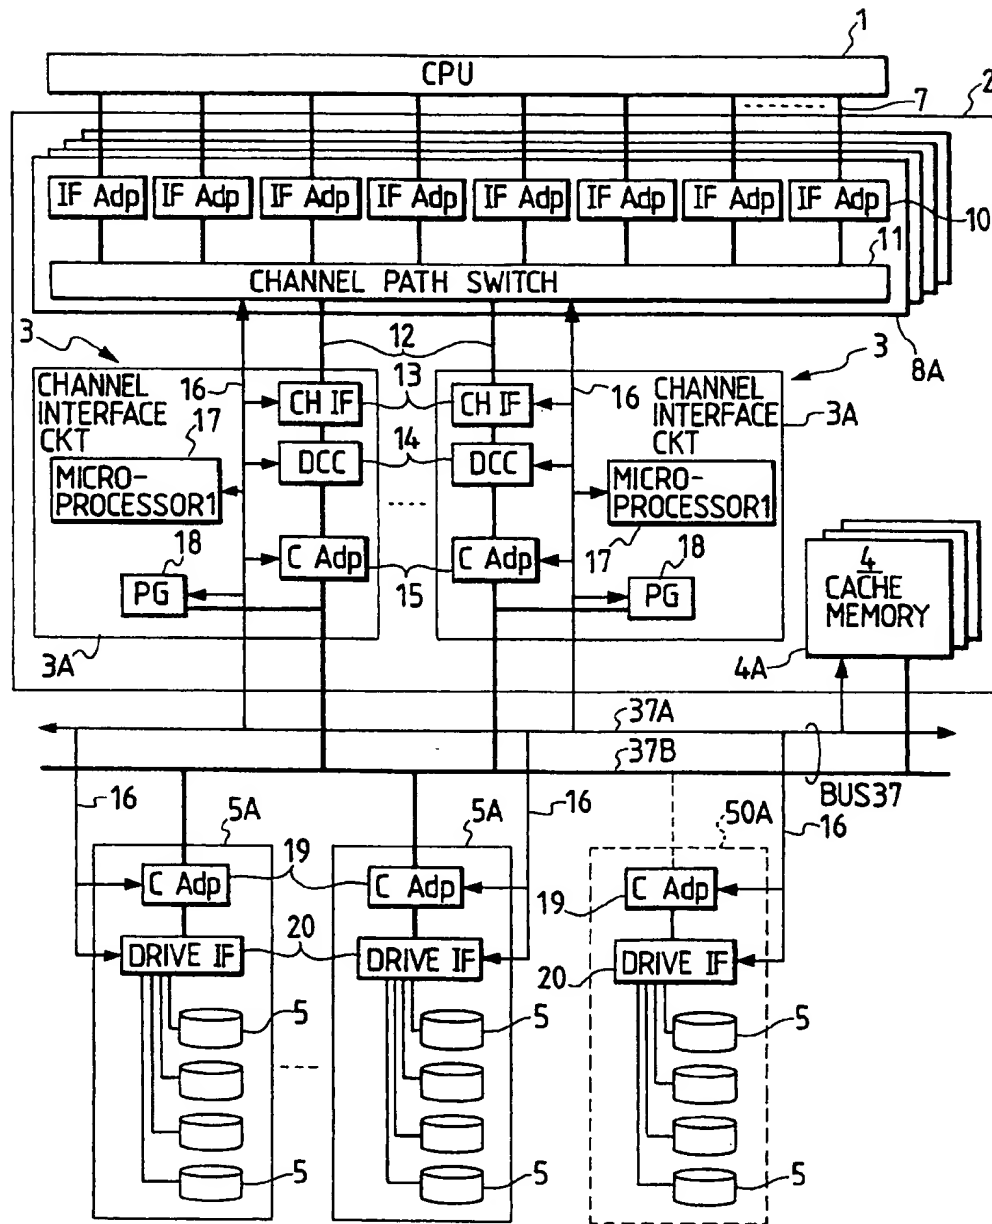 1
CPU
2
7
IF Adp IF Adp IF Adp IF Adp IF Adp IF Adp IF Adp IF Adp
10
11
CHANNEL PATH SWITCH
8A
3
12
3
CHANNEL
INTERFACE
CKT
16
CH IF
13
CH IF
16
CHANNEL
INTERFACE
CKT
3A
17
MICRO-
PROCESSOR1
DCC
14
DCC
MICRO-
PROCESSOR1
17
18
PG
C Adp
15
C Adp
18
PG
3A
4
CACHE
MEMORY
4A
37A
37B
BUS37
16
5A
16
5A
16
50A
C Adp
19
C Adp
19
C Adp
DRIVE IF
20
DRIVE IF
20
DRIVE IF
5
5
5
5
5
5